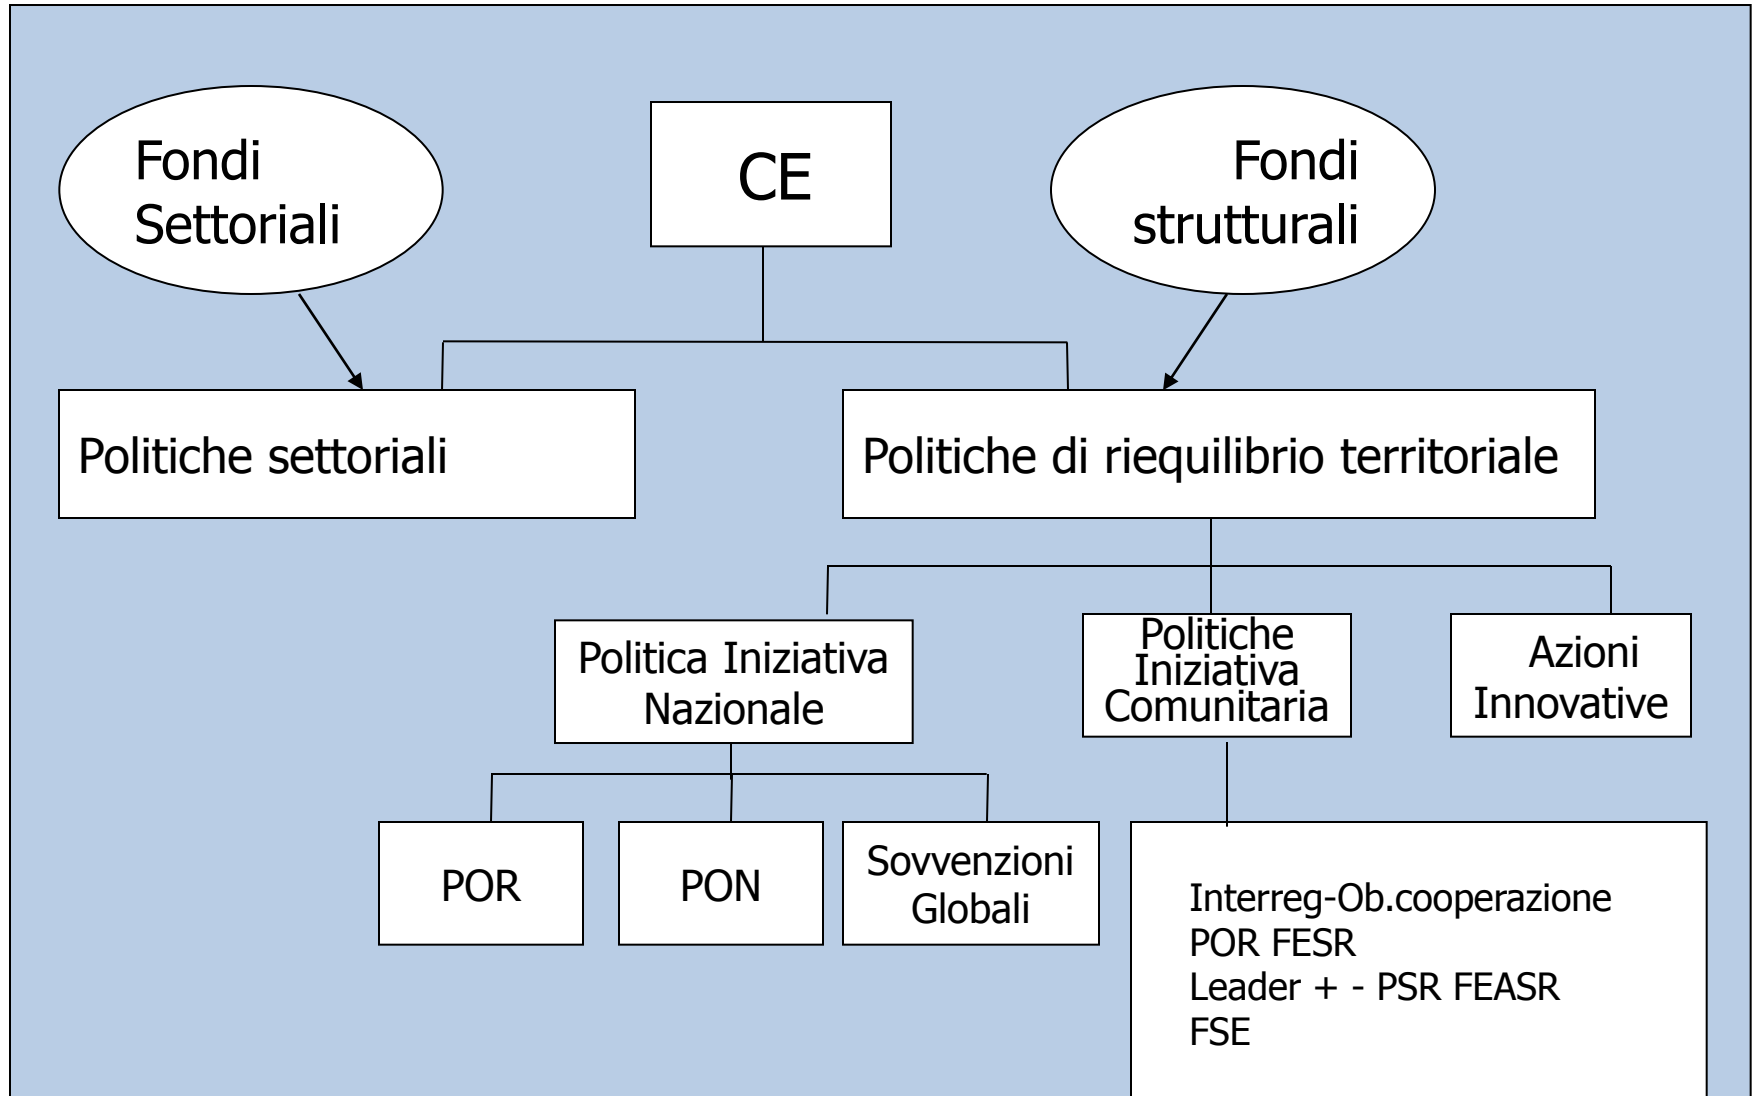 Fondi
Settoriali
CE
Fondi
strutturali
Politiche settoriali
Politiche di riequilibrio territoriale
Politica Iniziativa
Nazionale
Politiche
Iniziativa
Comunitaria
Azioni
Innovative
POR
PON
Sovvenzioni
Globali
Interreg-Ob.cooperazione
POR FESR
Leader + - PSR FEASR
FSE